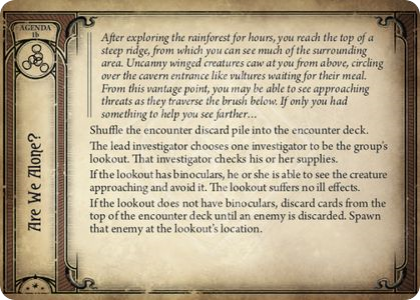 AGENDA
1b
Are We Alone?
After exploring the rainforest for hours, you reach the top of a
steep ridge, from which you can see much of the surrounding
area. Uncanny winged creatures caw at you from above, circling
over the cavern entrance like vultures waiting for their meal.
From this vantage point, you may be able to see approaching
threats as they traverse the brush below. If only you had
something to help you see farther…
Shuffle the encounter discard pile into the encounter deck.
The lead investigator chooses one investigator to be the group's
lookout. That investigator checks his or her supplies.
If the lookout has binoculars, he or she is able to see the creature
approaching and avoid it. The lookout suffers no ill effects.
If the lookout does not have binoculars, discard cards from the
top of the encounter deck until an enemy is discarded. Spawn
that enemy at the lookout's location.